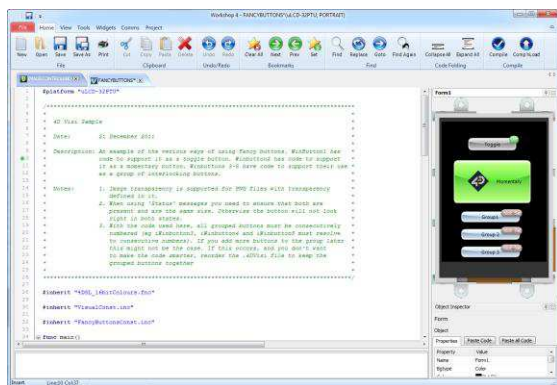 Workshop 4 - FANCYBUTTONS*(uLCD-32PTU, PORTRAIT)
File Home View Tools Widgets Comms Project
New Open Save Save As Print Cut Copy Paste Delete Undo Redo Clear All Next Prev Set Find Replace Goto Find Again Collapse All Expand All Compile Comp'nLoad
File Clipboard Undo/Redo Bookmarks Find Code Folding Compile
FANCYBUTTONS*
#platform "uLCD-32PTU"
4D Visi Sample
Date: December
Description: An example of the various ways of using fancy buttons. Winbutton1 has
code to support it as a toggle button. Winbutton2 has code to support
it as a momentary button. Winbuttons 3-5 have code to support their use
as a group of interlocking buttons.
Notes: 1. Image transparency is supported for PNG files with transparency
defined in it.
2. When using 'Status' messages you need to ensure that both are
present and are the same size. Otherwise the button will not look
right in both states.
3. With the code used here, all grouped buttons must be consecutively
numbered (eg iWinbutton3, iWinbutton4 and iWinbutton5 must resolve
to consecutive numbers). If you add more buttons to the group later
this might not be the case. If this occurs, and you don't want
to make the code smarter, reorder the .4DVisi file to keep the
grouped buttons together
#inherit "4DGL_16bitColours.fnc"
#inherit "VisualConst.inc"
#inherit "FancyButtonsConst.inc"
func main()
Form1
Toggle
Momentary
Group1
Group 2
Group 3
Object Inspector
Form
Object
Properties Paste Code Paste all Code
Property Value
Name Form1
Bgtype Color
Insert